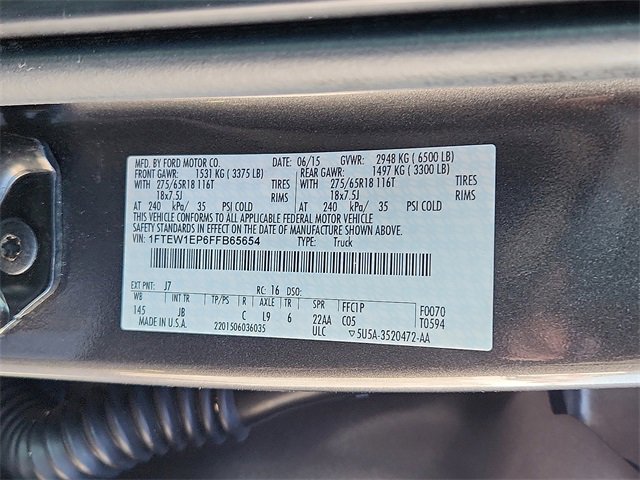 MFD. BY FORD MOTOR CO. DATE: 06/15 GVWR: 2948 KG ( 6500 LB)
FRONT GAWR: 1531 KG ( 3375 LB) REAR GAWR: 1497 KG ( 3300 LB)
WITH 275/65R18 116T TIRES WITH 275/65R18 116T TIRES
18x7.5J RIMS 18x7.5J RIMS
AT 240 kPa/ 35 PSI COLD AT 240 kPa/ 35 PSI COLD
THIS VEHICLE CONFORMS TO ALL APPLICABLE FEDERAL MOTOR VEHICLE
SAFETY STANDARDS IN EFFECT ON THE DATE OF MANUFACTURE SHOWN ABOVE.
VIN: 1FTEW1EP6FFB65654 TYPE: Truck
EXT PNT: J7 RC: 16 DSO:
WB INT TR TP/PS R AXLE TR SPR FFC1P F0070
145 JB C L9 6 22AA C05 T0594
MADE IN U.S.A. 2201506036035 ULC 5U5A-3520472-AA